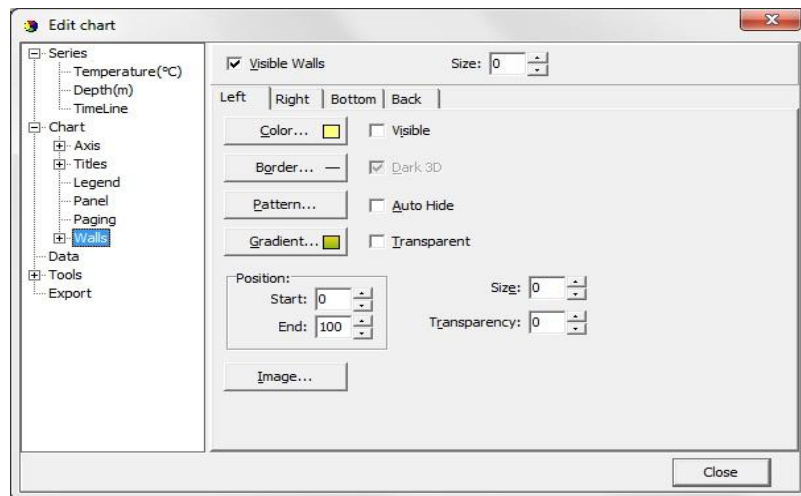 Edit chart
Series
Temperature(°C)
Depth(m)
TimeLine
Chart
Axis
Titles
Legend
Panel
Paging
Walls
Data
Tools
Export
Visible Walls Size: 0
Left Right Bottom Back
Color... Visible
Border... Dark 3D
Pattern... Auto Hide
Gradient... Transparent
Position:
Start: 0 Size: 0
End: 100 Transparency: 0
Image...
Close